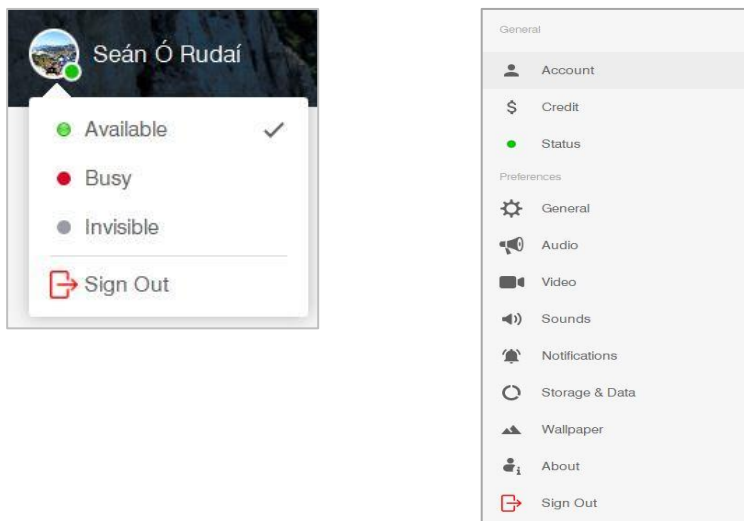 Seán Ó Rudaí
Available
Busy
Invisible
Sign Out
General
Account
Credit
Status
Preferences
General
Audio
Video
Sounds
Notifications
Storage & Data
Wallpaper
About
Sign Out